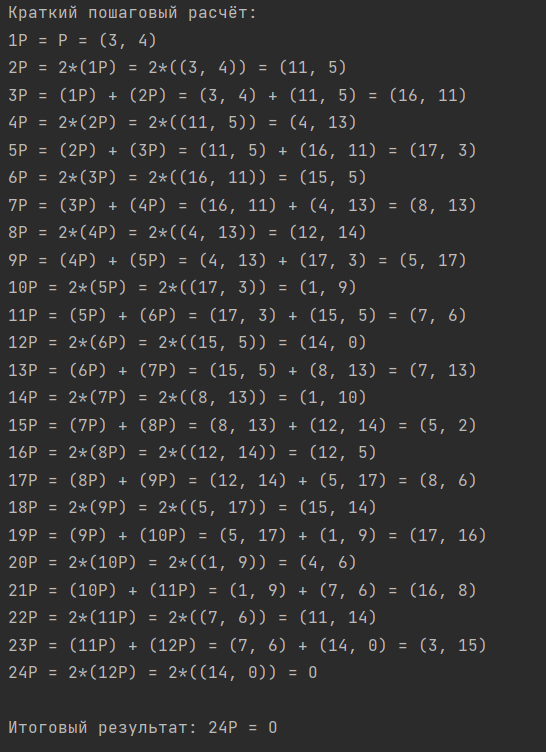 Краткий пошаговый расчёт:
1P = P = (3, 4)
2P = 2*(1P) = 2*((3, 4)) = (11, 5)
3P = (1P) + (2P) = (3, 4) + (11, 5) = (16, 11)
4P = 2*(2P) = 2*((11, 5)) = (4, 13)
5P = (2P) + (3P) = (11, 5) + (16, 11) = (17, 3)
6P = 2*(3P) = 2*((16, 11)) = (15, 5)
7P = (3P) + (4P) = (16, 11) + (4, 13) = (8, 13)
8P = 2*(4P) = 2*((4, 13)) = (12, 14)
9P = (4P) + (5P) = (4, 13) + (17, 3) = (5, 17)
10P = 2*(5P) = 2*((17, 3)) = (1, 9)
11P = (5P) + (6P) = (17, 3) + (15, 5) = (7, 6)
12P = 2*(6P) = 2*((15, 5)) = (14, 0)
13P = (6P) + (7P) = (15, 5) + (8, 13) = (7, 13)
14P = 2*(7P) = 2*((8, 13)) = (1, 10)
15P = (7P) + (8P) = (8, 13) + (12, 14) = (5, 2)
16P = 2*(8P) = 2*((12, 14)) = (12, 5)
17P = (8P) + (9P) = (12, 14) + (5, 17) = (8, 6)
18P = 2*(9P) = 2*((5, 17)) = (15, 14)
19P = (9P) + (10P) = (5, 17) + (1, 9) = (17, 16)
20P = 2*(10P) = 2*((1, 9)) = (4, 6)
21P = (10P) + (11P) = (1, 9) + (7, 6) = (16, 8)
22P = 2*(11P) = 2*((7, 6)) = (11, 14)
23P = (11P) + (12P) = (7, 6) + (14, 0) = (3, 15)
24P = 2*(12P) = 2*((14, 0)) = O
Итоговый результат: 24P = O